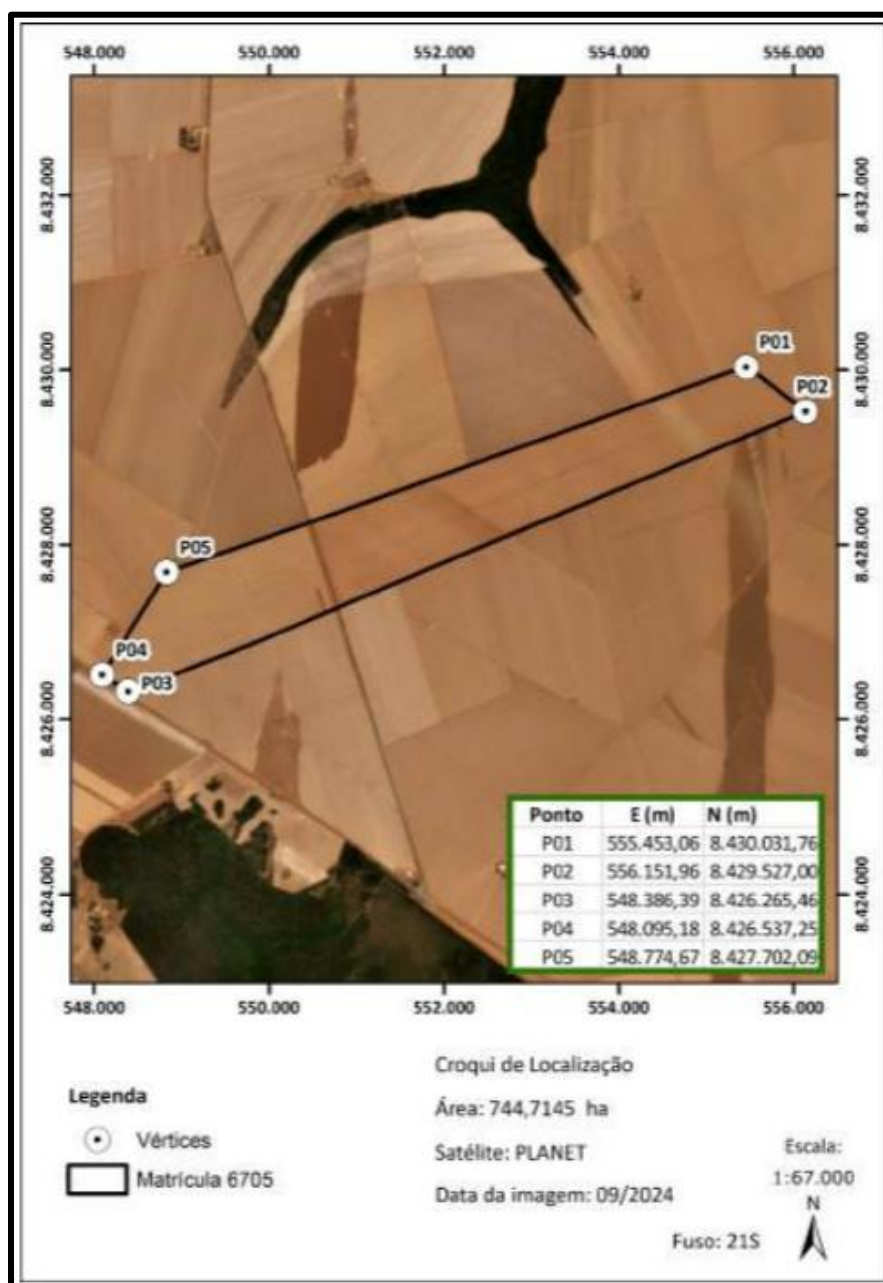 548.000 550.000 552.000 554.000 556.000
8.432.000 8.432.000
P01
8.430.000 8.430.000
P02
P05
8.428.000 8.428.000
P04
P03
8.426.000 8.426.000
Ponto E (m) N (m)
P01 555.453,06 8.430.031,76
P02 556.151,96 8.429.527,00
P03 548.386,39 8.426.265,46
P04 548.095,18 8.426.537,25
P05 548.774,67 8.427.702,09
8.424.000 8.424.000
548.000 550.000 552.000 554.000 556.000
Legenda
Vértices
Matrícula 6705
Croqui de Localização
Área: 744,7145 ha
Satélite: PLANET
Data da imagem: 09/2024
Escala:
1:67.000
N
Fuso: 21S